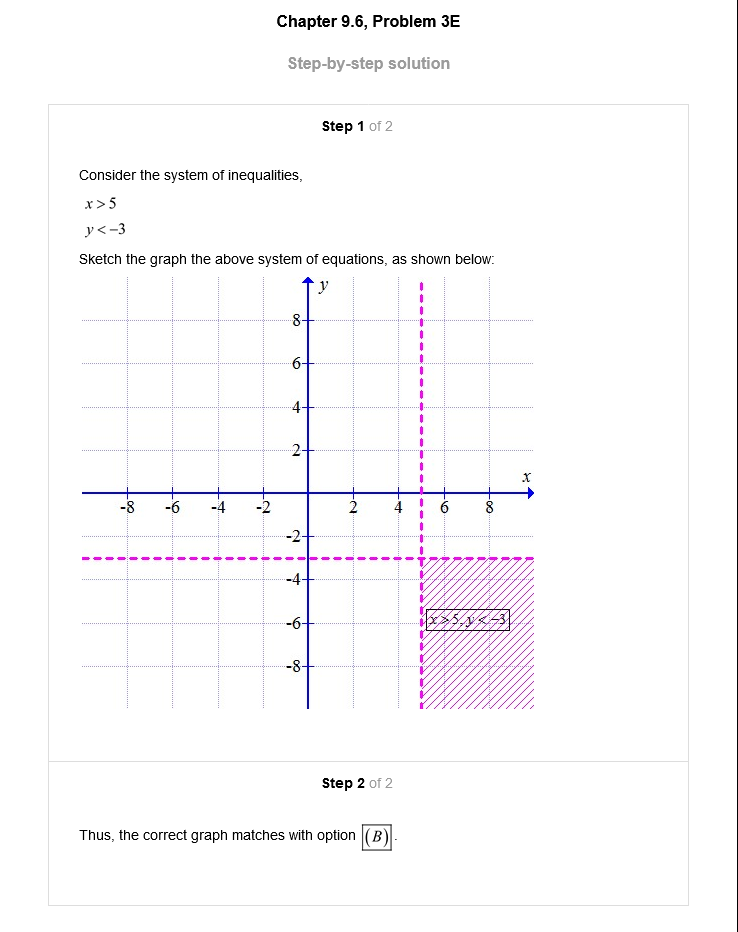 Chapter 9.6, Problem 3E
Step-by-step solution
Step 1 of 2
Consider the system of inequalities,
x > 5
y < −3
Sketch the graph the above system of equations, as shown below:
y
8
6
4
2
x
-8 -6 -4 -2 2 4 6 8
-2
-4
-6
-8
x > 5, y < −3
Step 2 of 2
Thus, the correct graph matches with option (B).